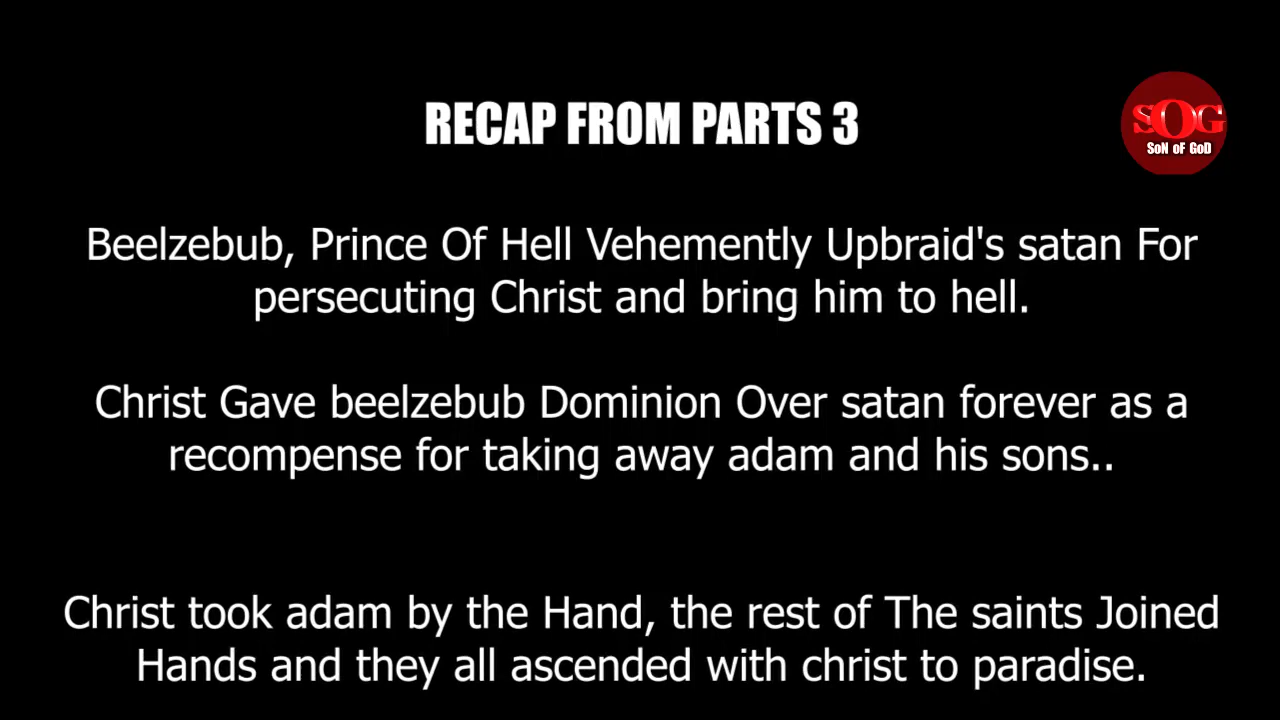 RECAP FROM PARTS 3
SOG
SoN oF GoD
Beelzebub, Prince Of Hell Vehemently Upbraid's satan For
persecuting Christ and bring him to hell.
Christ Gave beelzebub Dominion Over satan forever as a
recompense for taking away adam and his sons..
Christ took adam by the Hand, the rest of The saints Joined
Hands and they all ascended with christ to paradise.